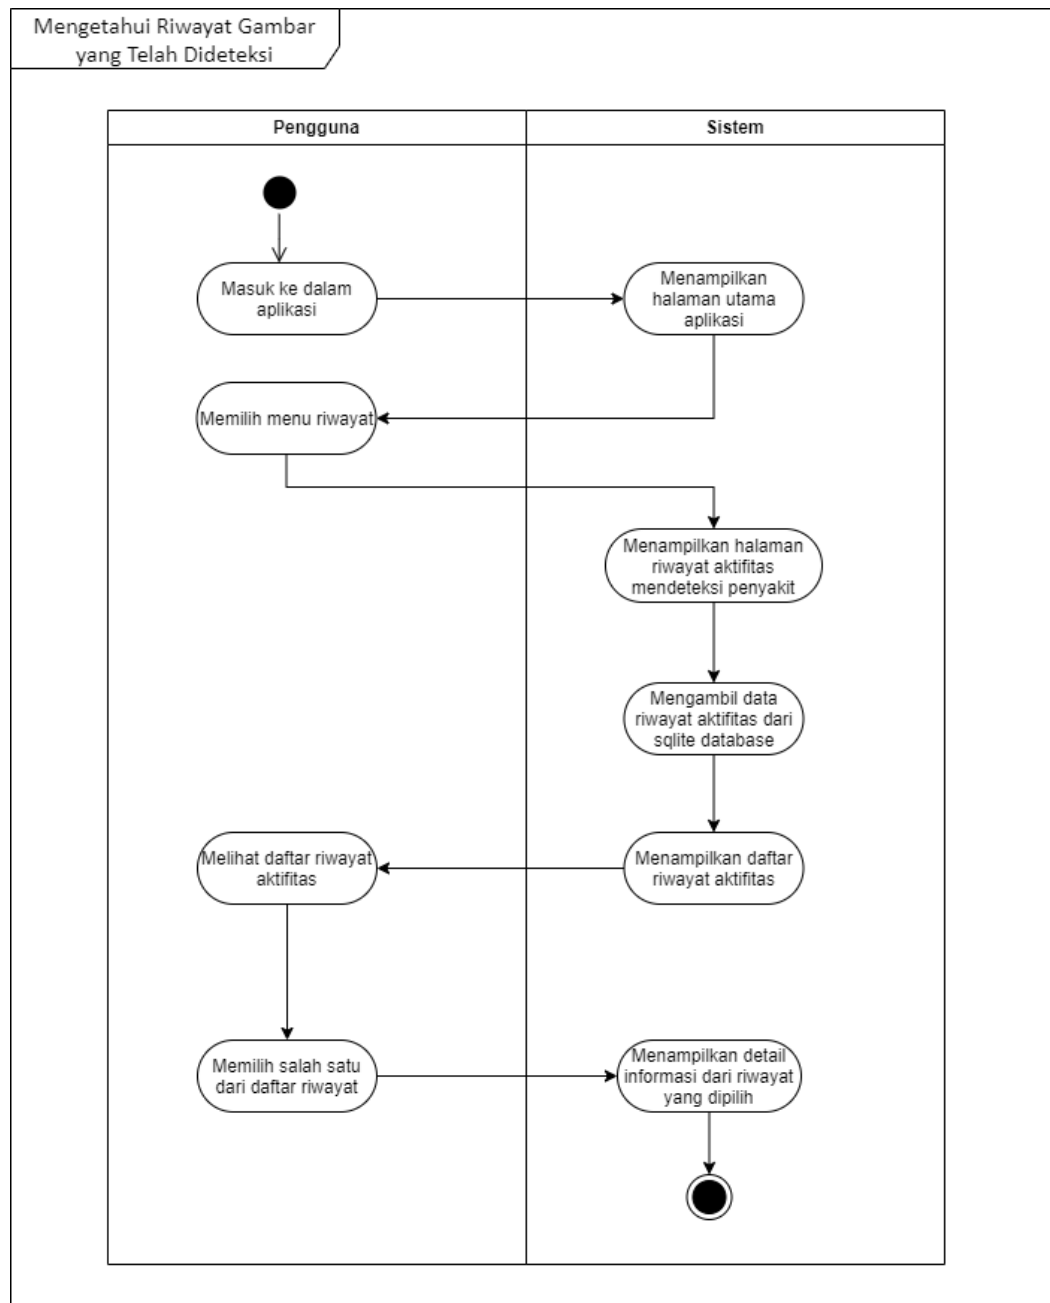 Mengetahui Riwayat Gambar
yang Telah Dideteksi
Pengguna
Sistem
Masuk ke dalam
aplikasi
Menampilkan
halaman utama
aplikasi
Memilih menu riwayat
Menampilkan halaman
riwayat aktifitas
mendeteksi penyakit
Mengambil data
riwayat aktifitas dari
sqlite database
Menampilkan daftar
riwayat aktifitas
Melihat daftar riwayat
aktifitas
Memilih salah satu
dari daftar riwayat
Menampilkan detail
informasi dari riwayat
yang dipilih